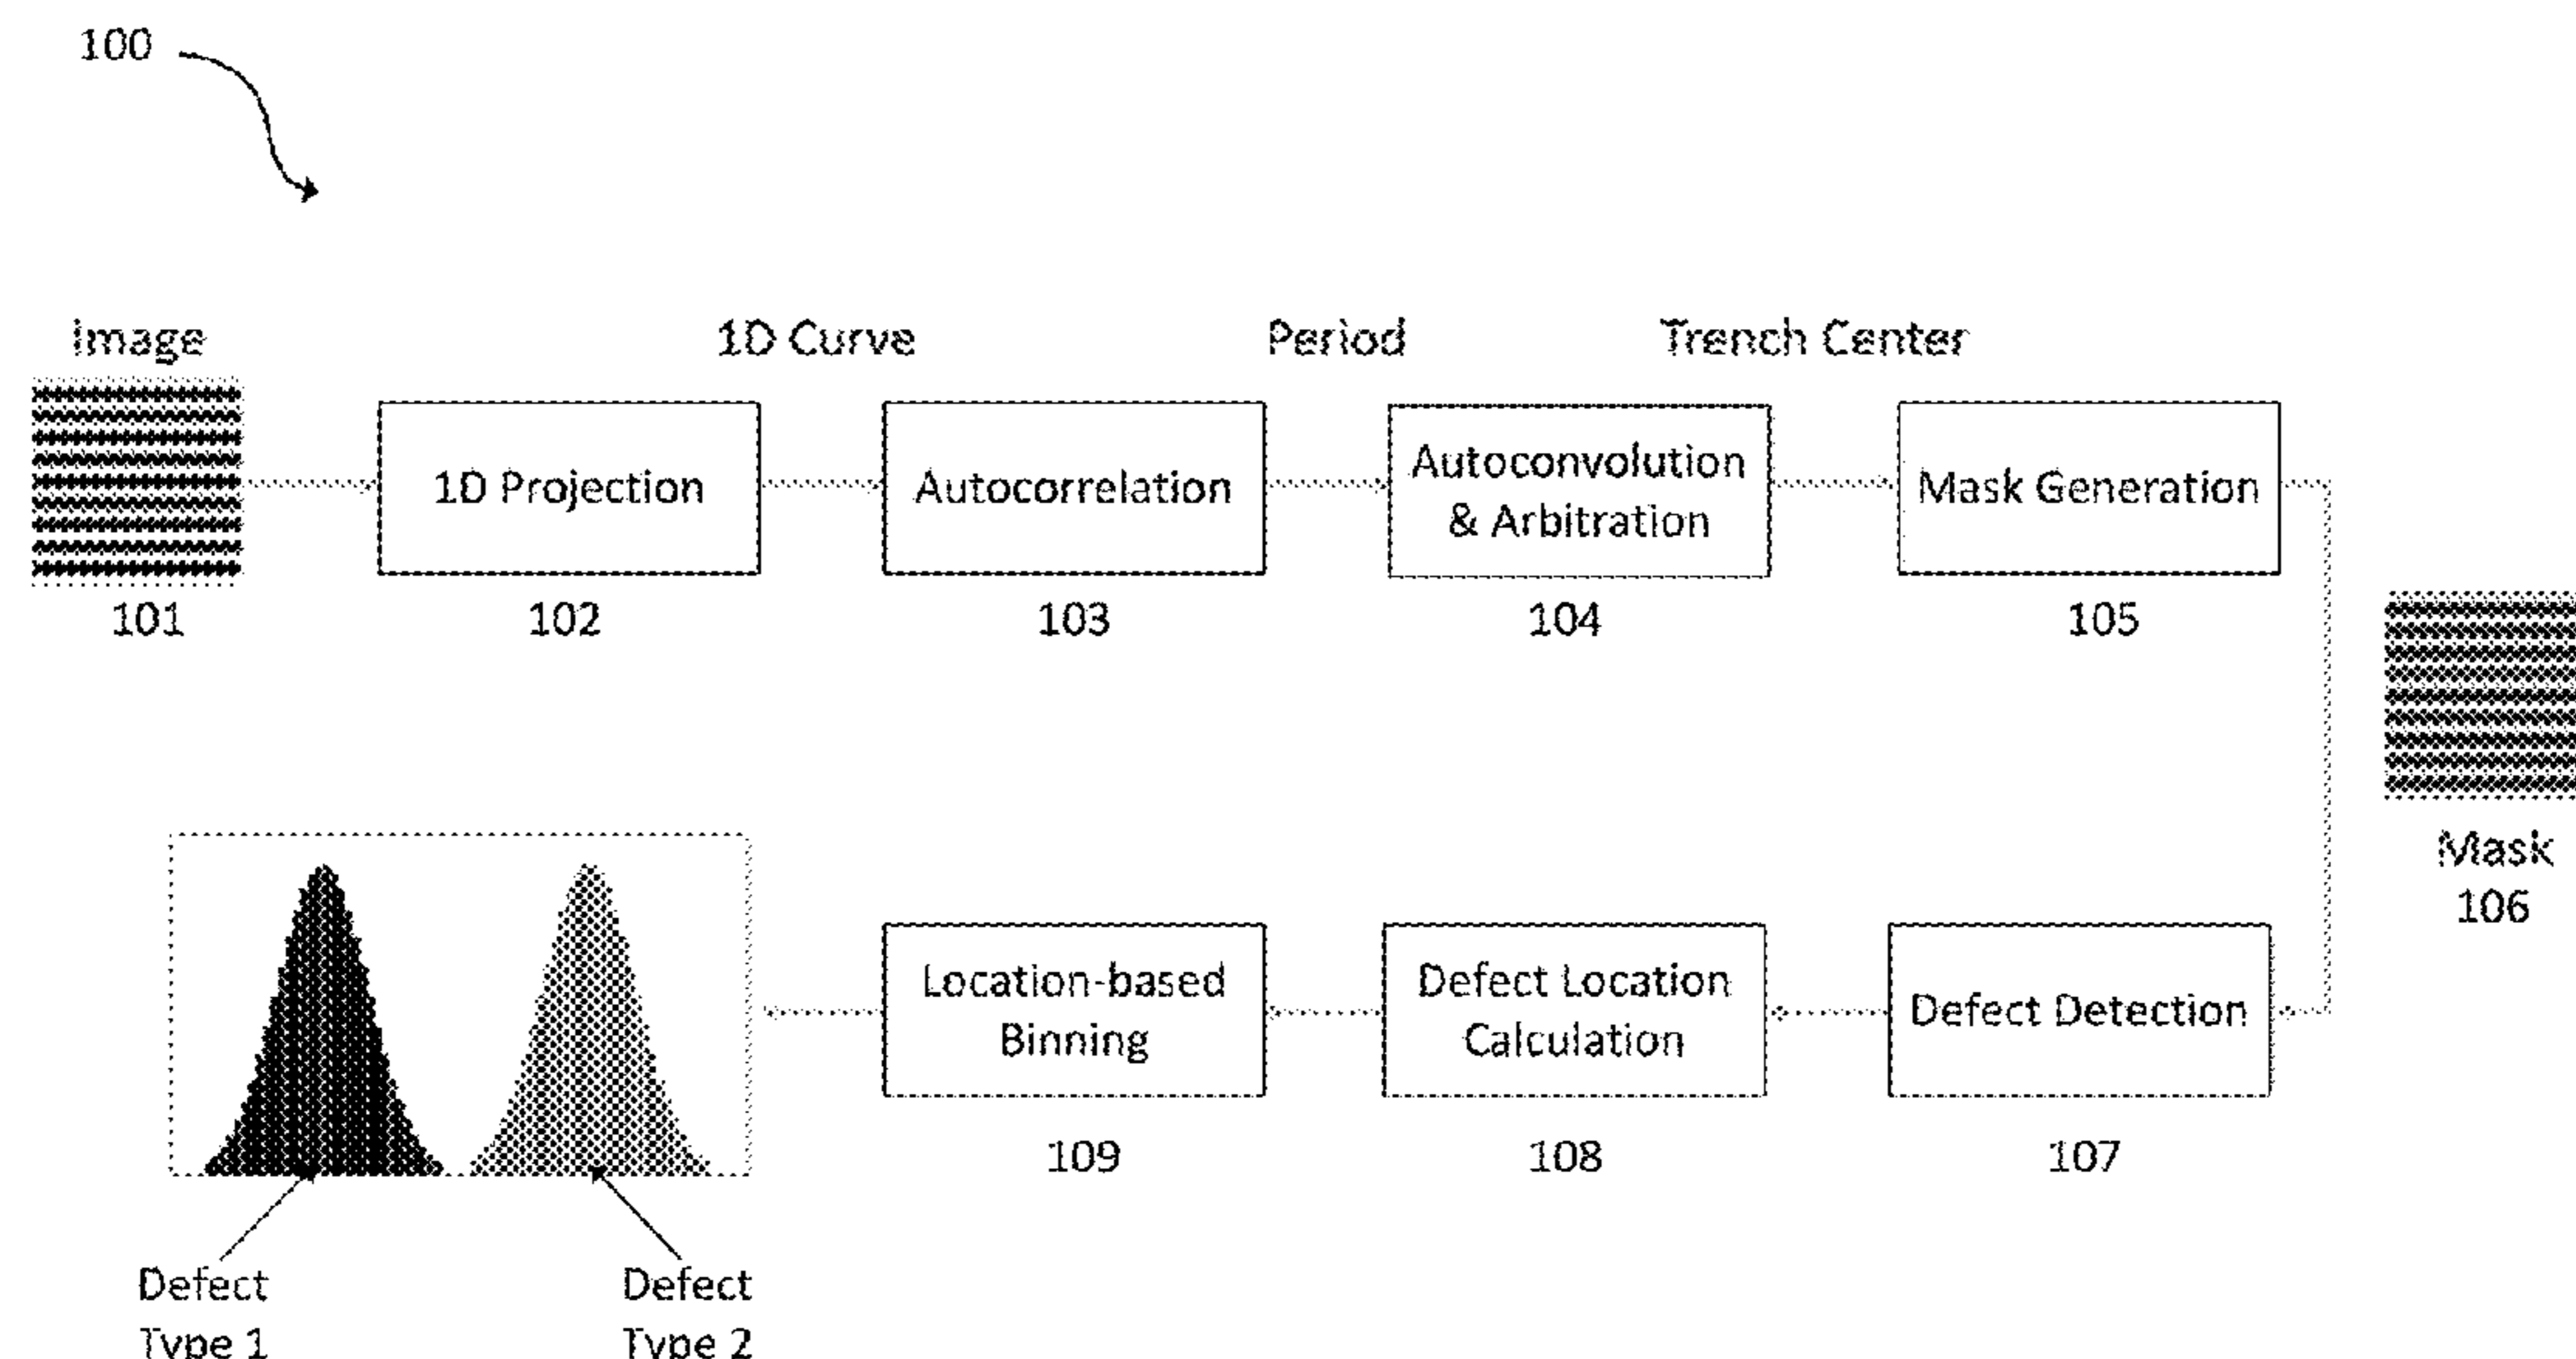 100
Image
1D Curve
Period
Trench Center
1D Projection
Autocorrelation
Autoconvolution
& Arbitration
Mask Generation
101
102
103
104
105
Mask
106
Location-based
Binning
Defect Location
Calculation
Defect Detection
109
108
107
Defect
Type 1
Defect
Type 2